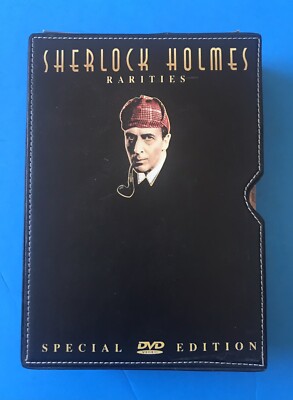 SHERLOCK HOLMES
RARITIES
SPECIAL DVD EDITION